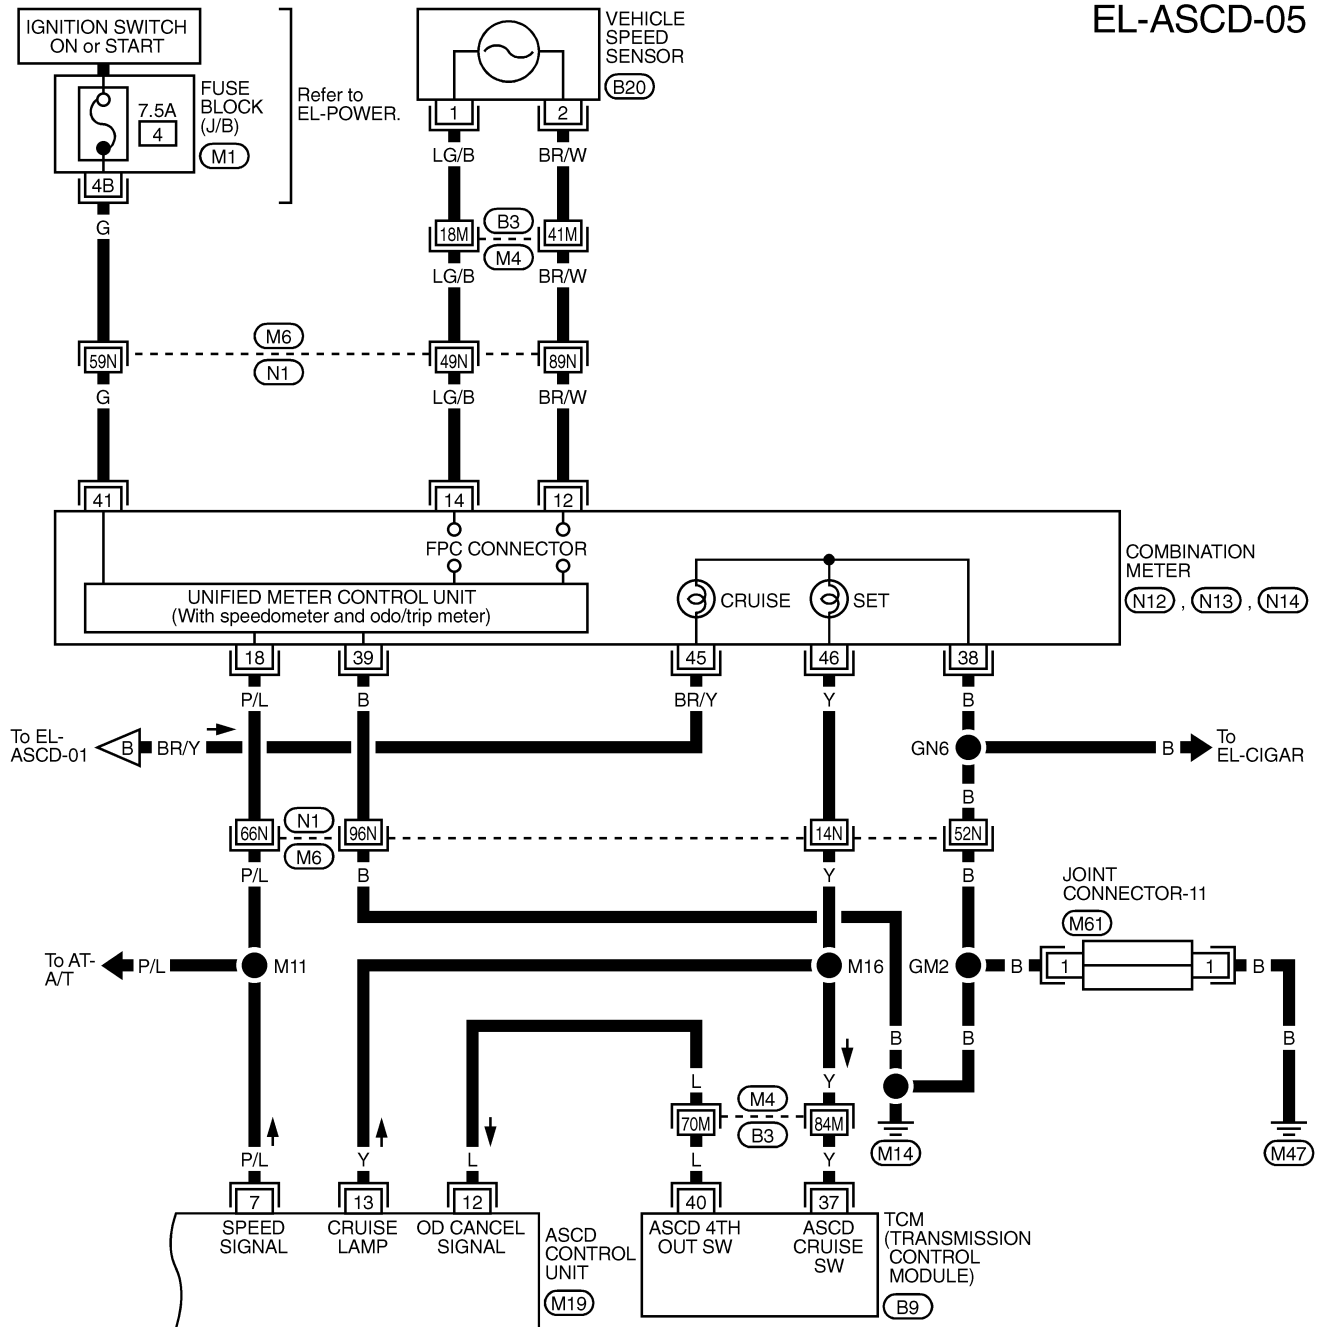 EL-ASCD-05
IGNITION SWITCH
ON or START
7.5A
4
FUSE
BLOCK
(J/B)
M1
Refer to
EL-POWER.
VEHICLE
SPEED
SENSOR
B20
1
2
4B
G
LG/B
BR/W
18M
B3
M4
41M
LG/B
BR/W
59N
M6
N1
49N
89N
G
LG/B
BR/W
41
14
12
FPC CONNECTOR
UNIFIED METER CONTROL UNIT
(With speedometer and odo/trip meter)
CRUISE
SET
COMBINATION
METER
N12 , N13 , N14
18
39
45
46
38
P/L
B
BR/Y
Y
B
To EL-
ASCD-01
B
BR/Y
GN6
B
To
EL-CIGAR
B
66N
N1
M6
96N
14N
52N
P/L
B
Y
B
JOINT
CONNECTOR-11
M61
To AT-
A/T
P/L
M11
M16
GM2
B
1
1
B
B
B
B
L
Y
70M
M4
B3
84M
M14
M47
P/L
Y
L
L
Y
7
13
12
40
37
SPEED
SIGNAL
CRUISE
LAMP
OD CANCEL
SIGNAL
ASCD
CONTROL
UNIT
M19
ASCD 4TH
OUT SW
ASCD
CRUISE
SW
TCM
(TRANSMISSION
CONTROL
MODULE)
B9